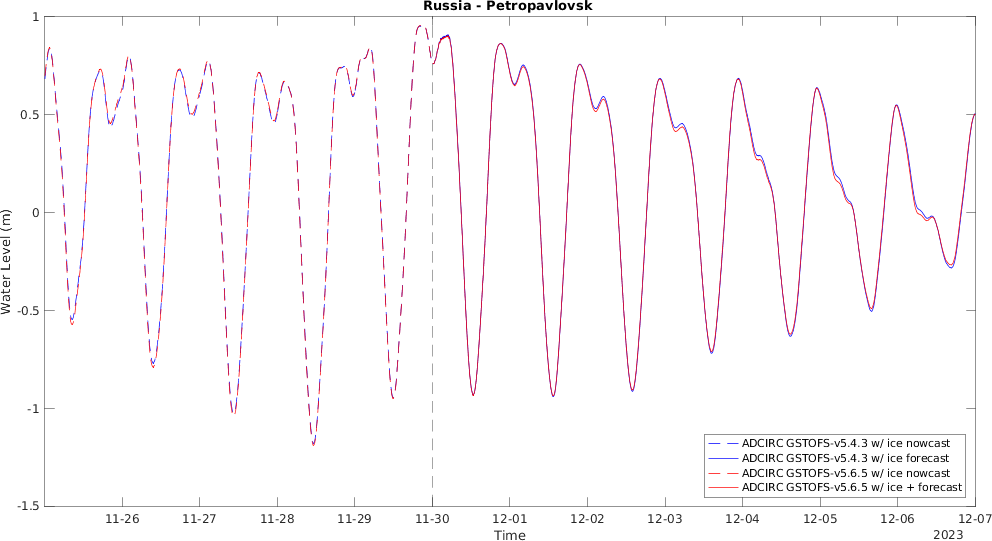 Russia - Petropavlovsk
1
0.5
0
-0.5
-1
-1.5
Water Level (m)
ADCIRC GSTOFS-v5.4.3 w/ ice nowcast
ADCIRC GSTOFS-v5.4.3 w/ ice forecast
ADCIRC GSTOFS-v5.6.5 w/ ice nowcast
ADCIRC GSTOFS-v5.6.5 w/ ice + forecast
11-26 11-27 11-28 11-29 11-30 12-01 12-02 12-03 12-04 12-05 12-06 12-07
Time
2023